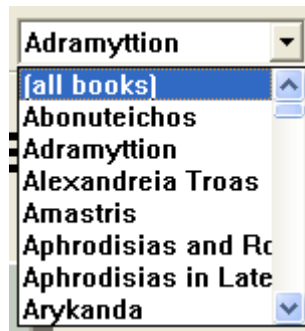 Adramyttion
(all books)
Abonuteichos
Adramyttion
Alexandreia Troas
Amastris
Aphrodisias and Ro
Aphrodisias in Late
Arykanda